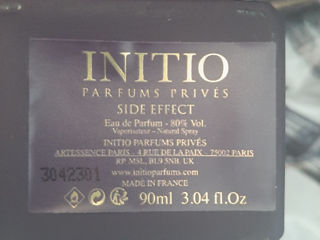 INITIO
PARFUMS PRIVÉS
SIDE EFFECT
Eau de Parfum - 80% Vol.
Vaporisateur – Natural Spray
INITIO PARFUMS PRIVÉS
ARTESSENCE PARIS - 4 RUE DE LA PAIX - 75002 PARIS
RP: MSL, BL9 5NB, UK
www.initioparfums.com
3042301
MADE IN FRANCE
90ml 3.04 fl.Oz